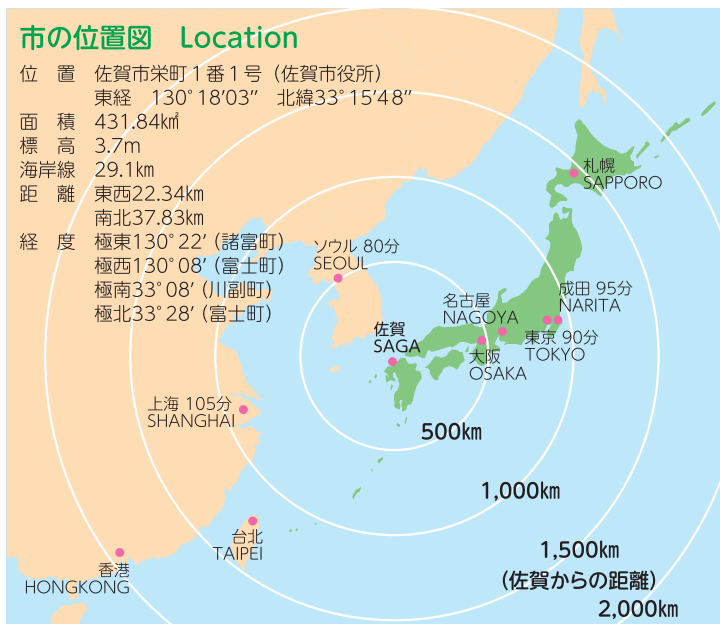 市の位置図 Location
位 置 佐賀市栄町1番1号（佐賀市役所）
東経 130°18′03″ 北緯33°15′48″
面 積 431.84㎢
標 高 3.7m
海岸線 29.1㎞
距 離 東西22.34㎞
南北37.83㎞
経 度 極東130°22′（諸富町）
極西130°08′（富士町）
極南33°08′（川副町）
極北33°28′（富士町）
札幌
SAPPORO
ソウル 80分
SEOUL
成田 95分
NARITA
名古屋
NAGOYA
佐賀
SAGA
東京 90分
TOKYO
大阪
OSAKA
上海 105分
SHANGHAI
500㎞
1,000㎞
台北
TAIPEI
1,500㎞
香港
HONGKONG
（佐賀からの距離）
2,000㎞